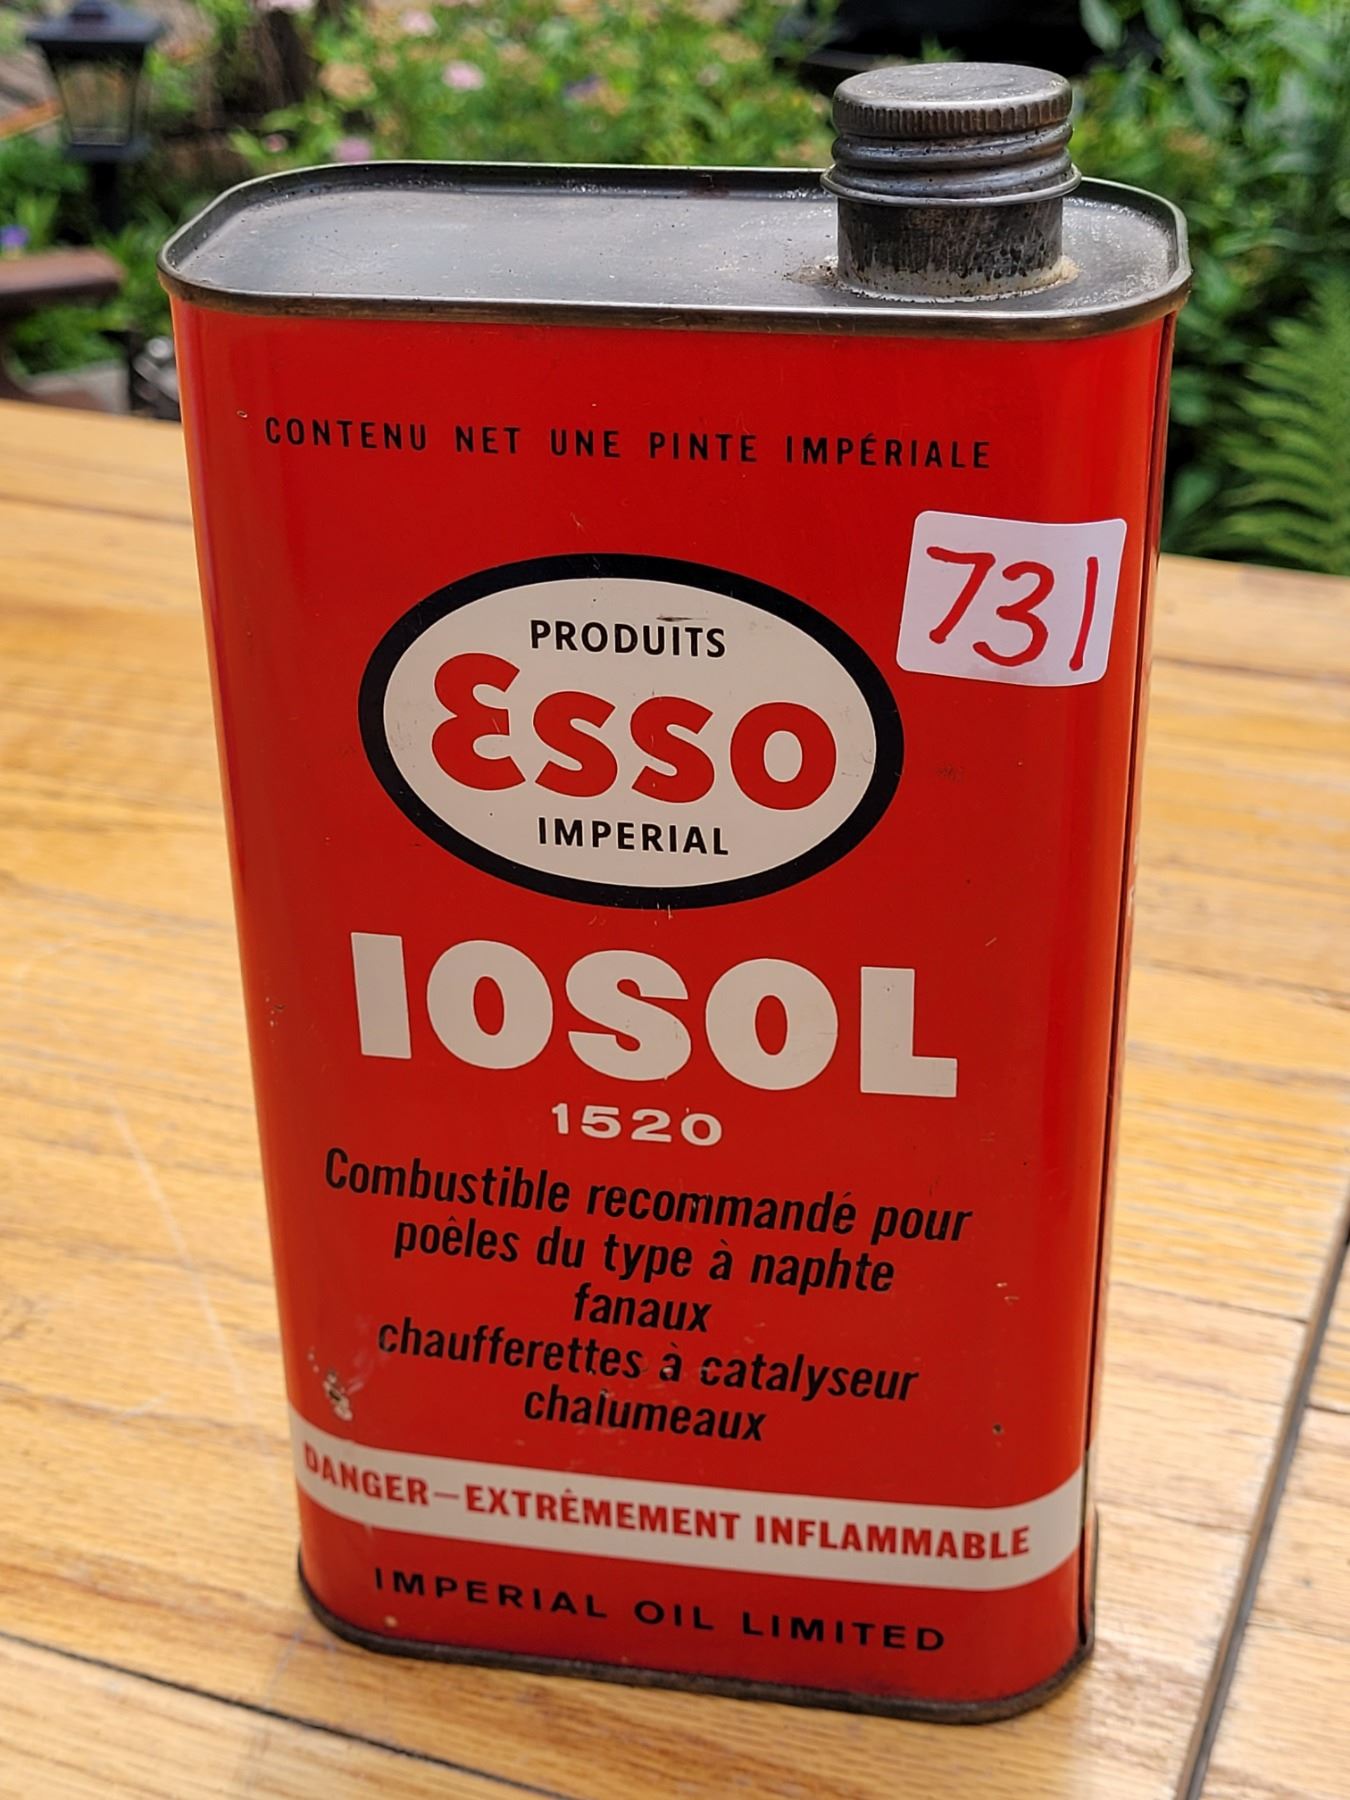 CONTENU NET UNE PINTE IMPÉRIALE
731
PRODUITS
Esso
IMPERIAL
IOSOL
1520
Combustible recommandé pour
poêles du type à naphte
fanaux
chaufferettes à catalyseur
chalumeaux
DANGER—EXTRÊMEMENT INFLAMMABLE
IMPERIAL OIL LIMITED